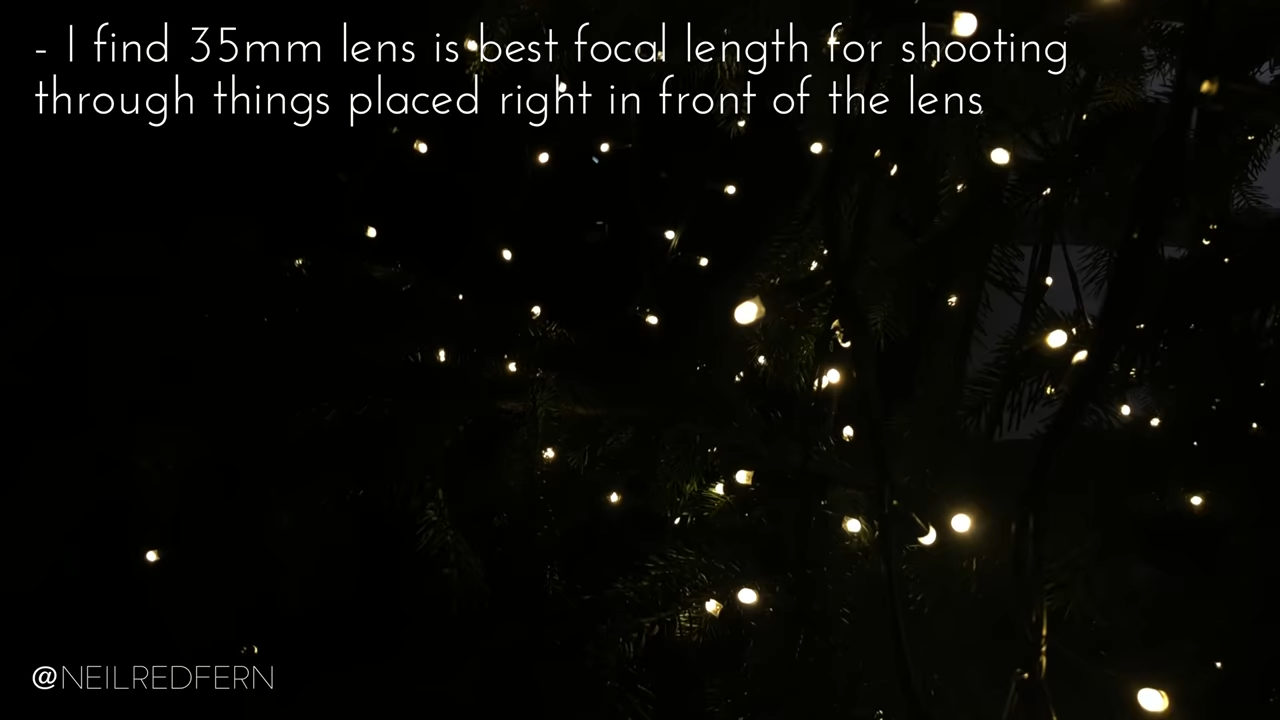 - I find 35mm lens is best focal length for shooting
through things placed right in front of the lens
@NEILREDFERN